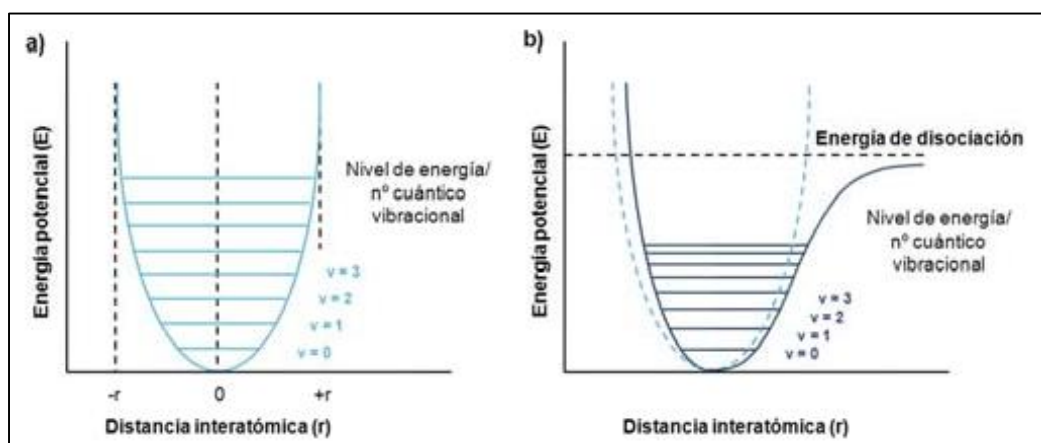 a)
Energía potencial (E)
Nivel de energía/
nº cuántico
vibracional
v = 3
v = 2
v = 1
v = 0
-r
0
+r
Distancia interatómica (r)
b)
Energía potencial (E)
Energía de disociación
Nivel de energía/
nº cuántico
vibracional
v = 3
v = 2
v = 1
v = 0
Distancia interatómica (r)